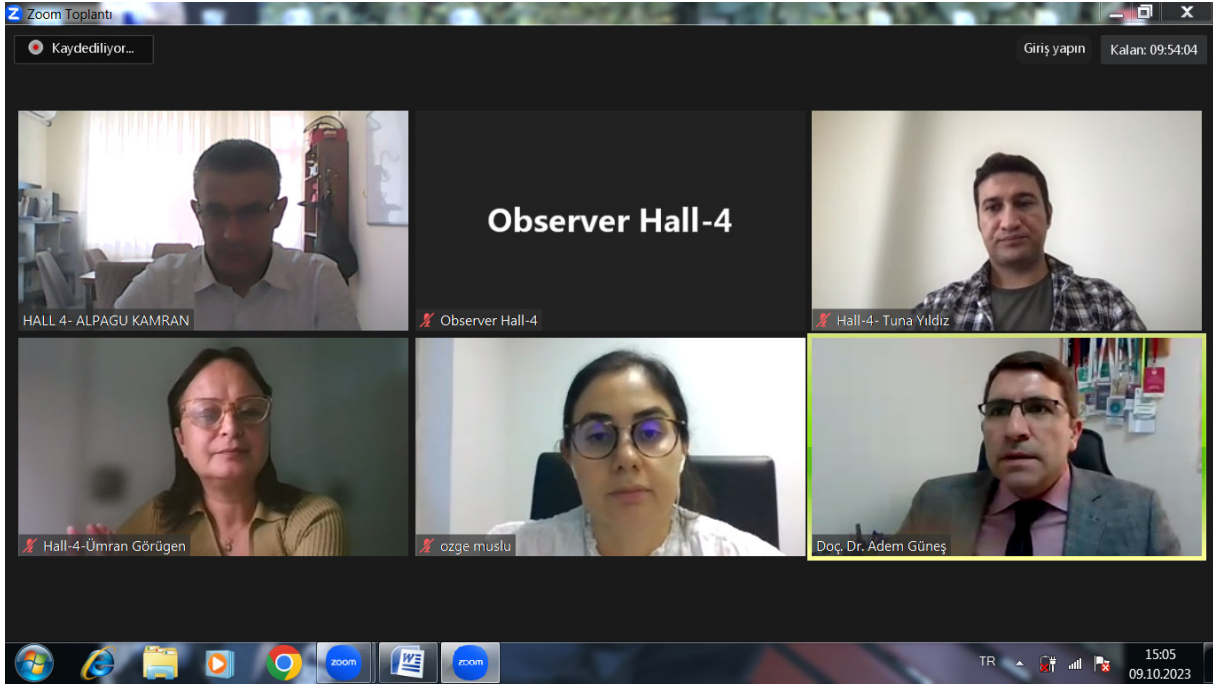 Zoom Toplantı
Kaydediliyor...
Giriş yapın
Kalan: 09:54:04
HALL 4- ALPAGU KAMRAN
Observer Hall-4
Observer Hall-4
Hall-4- Tuna Yıldız
Hall-4-Ümran Görügen
ozge muslu
Doç. Dr. Adem Güneş
zoom
zoom
TR
15:05
09.10.2023